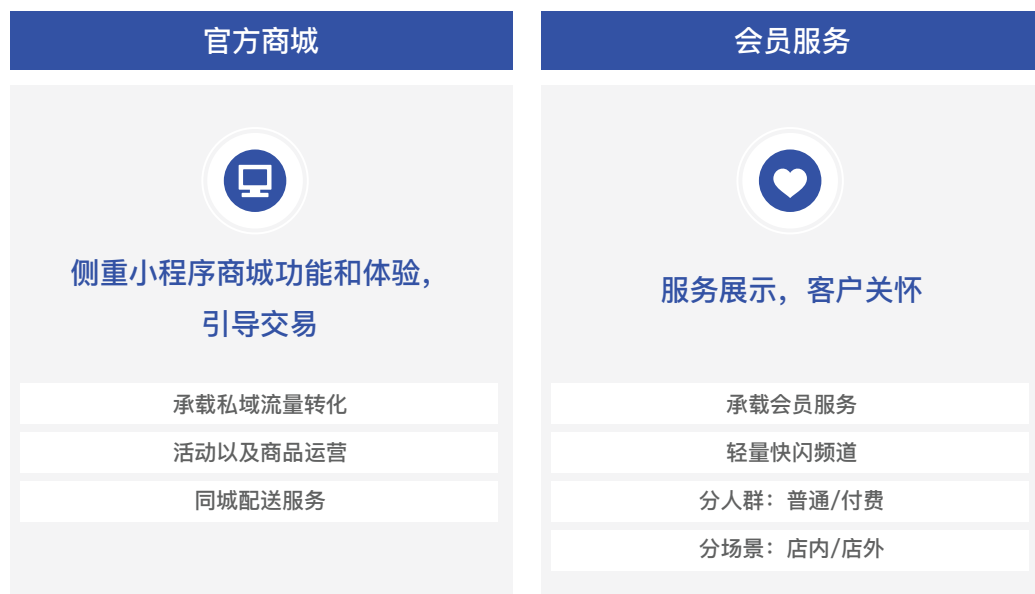 官方商城
侧重小程序商城功能和体验，
引导交易
承载私域流量转化
活动以及商品运营
同城配送服务
会员服务
服务展示，客户关怀
承载会员服务
轻量快闪频道
分人群：普通/付费
分场景：店内/店外